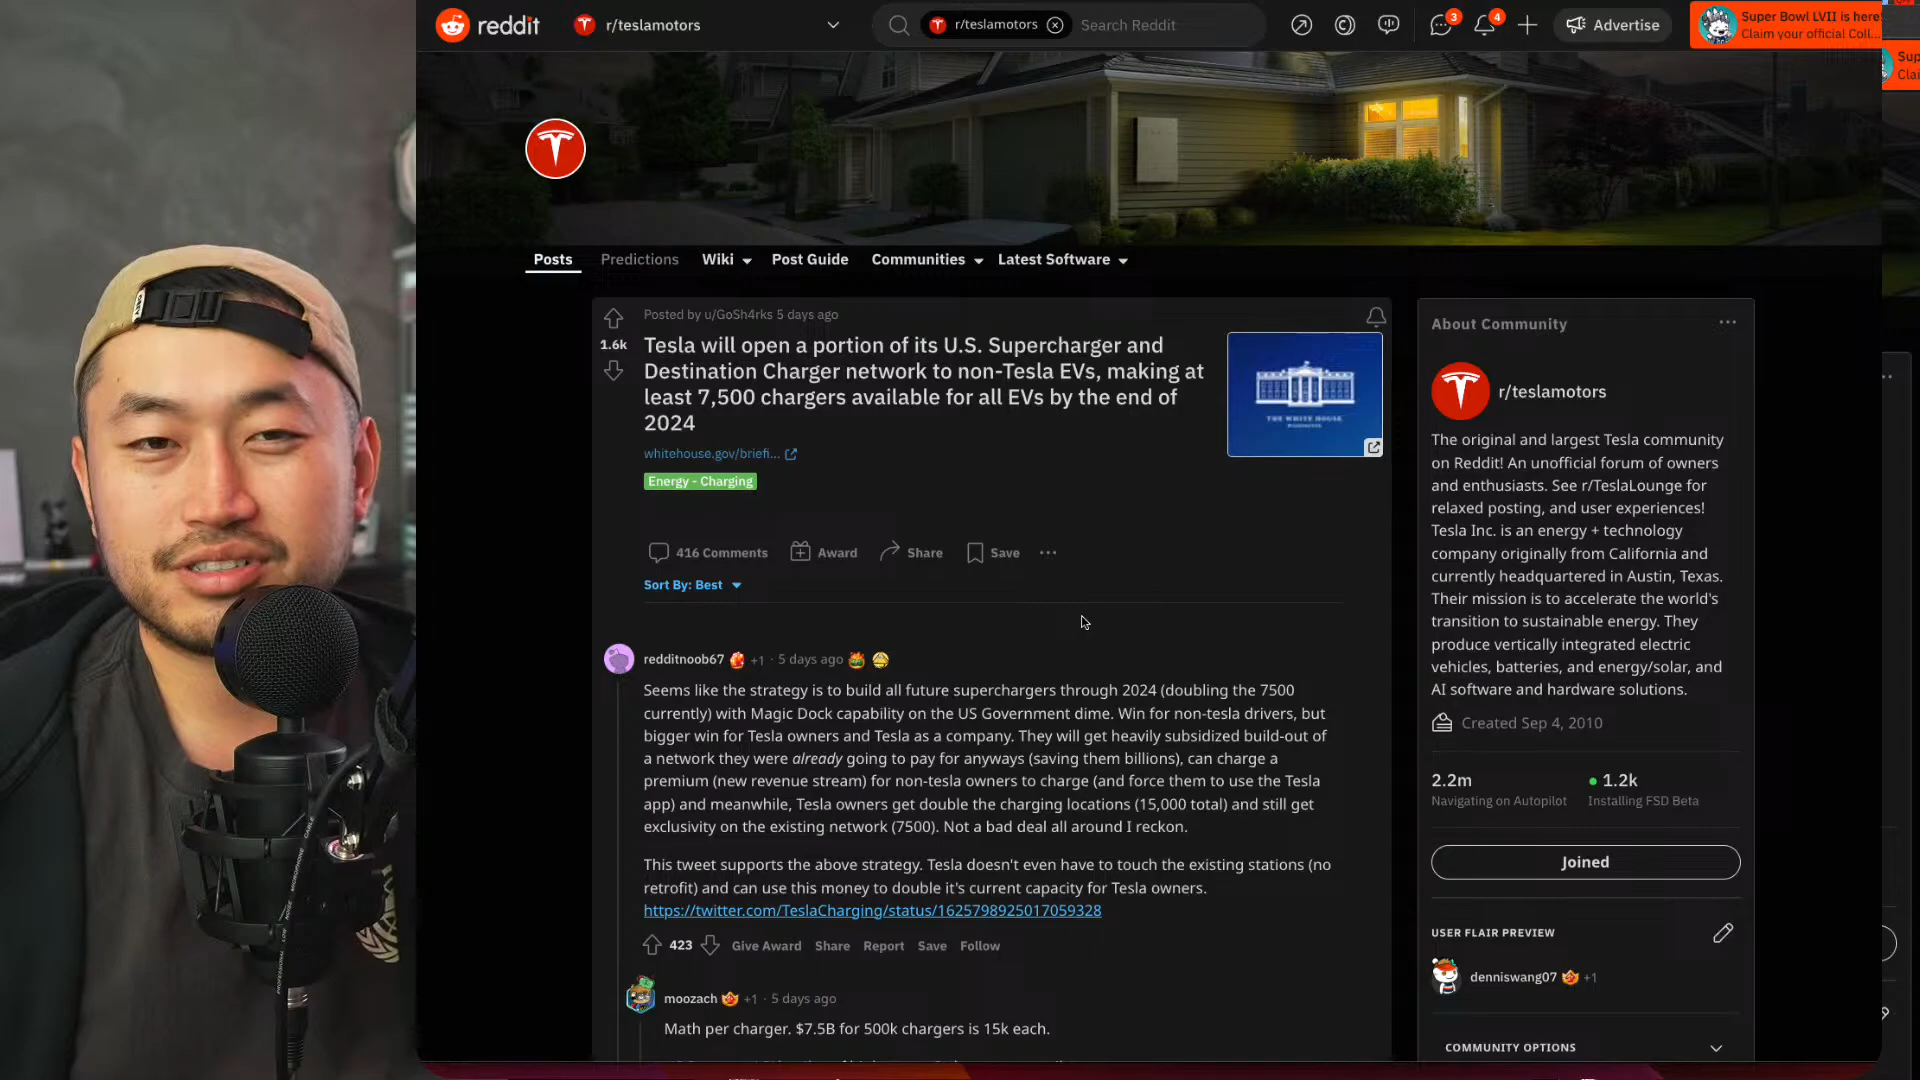 reddit
r/teslamotors
r/teslamotors
Search Reddit
3
4
Advertise
Super Bowl LVII is here
Claim your official Coll...
Sup
Clai
Posts
Predictions
Wiki
Post Guide
Communities
Latest Software
Posted by u/GoSh4rks 5 days ago
1.6k
Tesla will open a portion of its U.S. Supercharger and
Destination Charger network to non-Tesla EVs, making at
least 7,500 chargers available for all EVs by the end of
2024
whitehouse.gov/briefi...
Energy - Charging
THE WHITE HOUSE
WASHINGTON
416 Comments
Award
Share
Save
Sort By: Best
redditnoob67 +1 · 5 days ago
Seems like the strategy is to build all future superchargers through 2024 (doubling the 7500
currently) with Magic Dock capability on the US Government dime. Win for non-tesla drivers, but
bigger win for Tesla owners and Tesla as a company. They will get heavily subsidized build-out of
a network they were already going to pay for anyways (saving them billions), can charge a
premium (new revenue stream) for non-tesla owners to charge (and force them to use the Tesla
app) and meanwhile, Tesla owners get double the charging locations (15,000 total) and still get
exclusivity on the existing network (7500). Not a bad deal all around I reckon.
This tweet supports the above strategy. Tesla doesn't even have to touch the existing stations (no
retrofit) and can use this money to double it's current capacity for Tesla owners.
https://twitter.com/TeslaCharging/status/1625798925017059328
423
Give Award
Share
Report
Save
Follow
moozach +1 · 5 days ago
Math per charger. $7.5B for 500k chargers is 15k each.
About Community
r/teslamotors
The original and largest Tesla community
on Reddit! An unofficial forum of owners
and enthusiasts. See r/TeslaLounge for
relaxed posting, and user experiences!
Tesla Inc. is an energy + technology
company originally from California and
currently headquartered in Austin, Texas.
Their mission is to accelerate the world's
transition to sustainable energy. They
produce vertically integrated electric
vehicles, batteries, and energy/solar, and
AI software and hardware solutions.
Created Sep 4, 2010
2.2m
Navigating on Autopilot
1.2k
Installing FSD Beta
Joined
USER FLAIR PREVIEW
denniswang07 +1
COMMUNITY OPTIONS